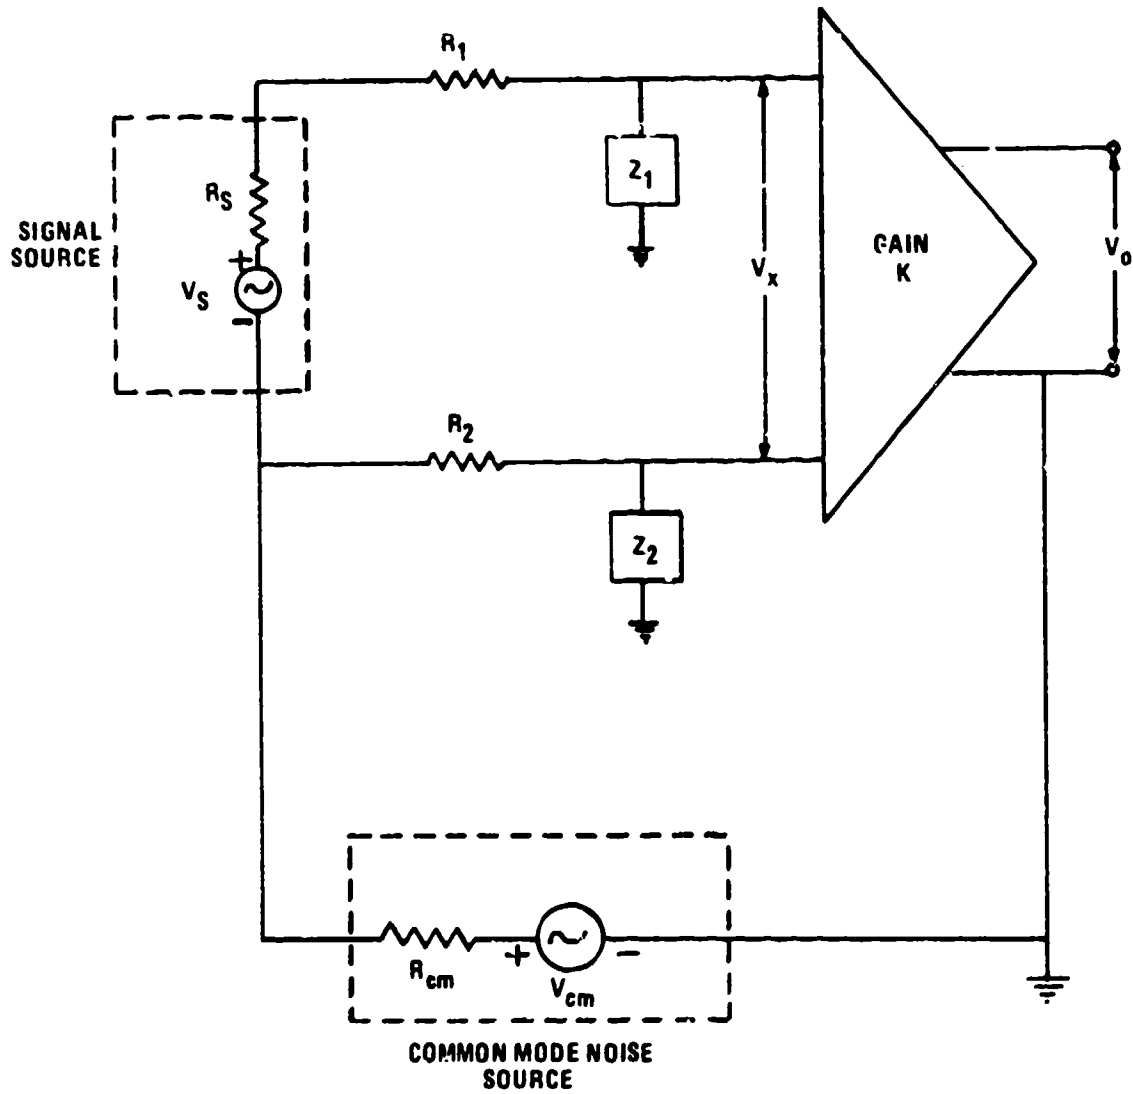 R1
Z1
RS
SIGNAL
SOURCE
+
VS
−
Vx
GAIN
K
Vo
R2
Z2
Rcm
+
−
Vcm
COMMON MODE NOISE
SOURCE